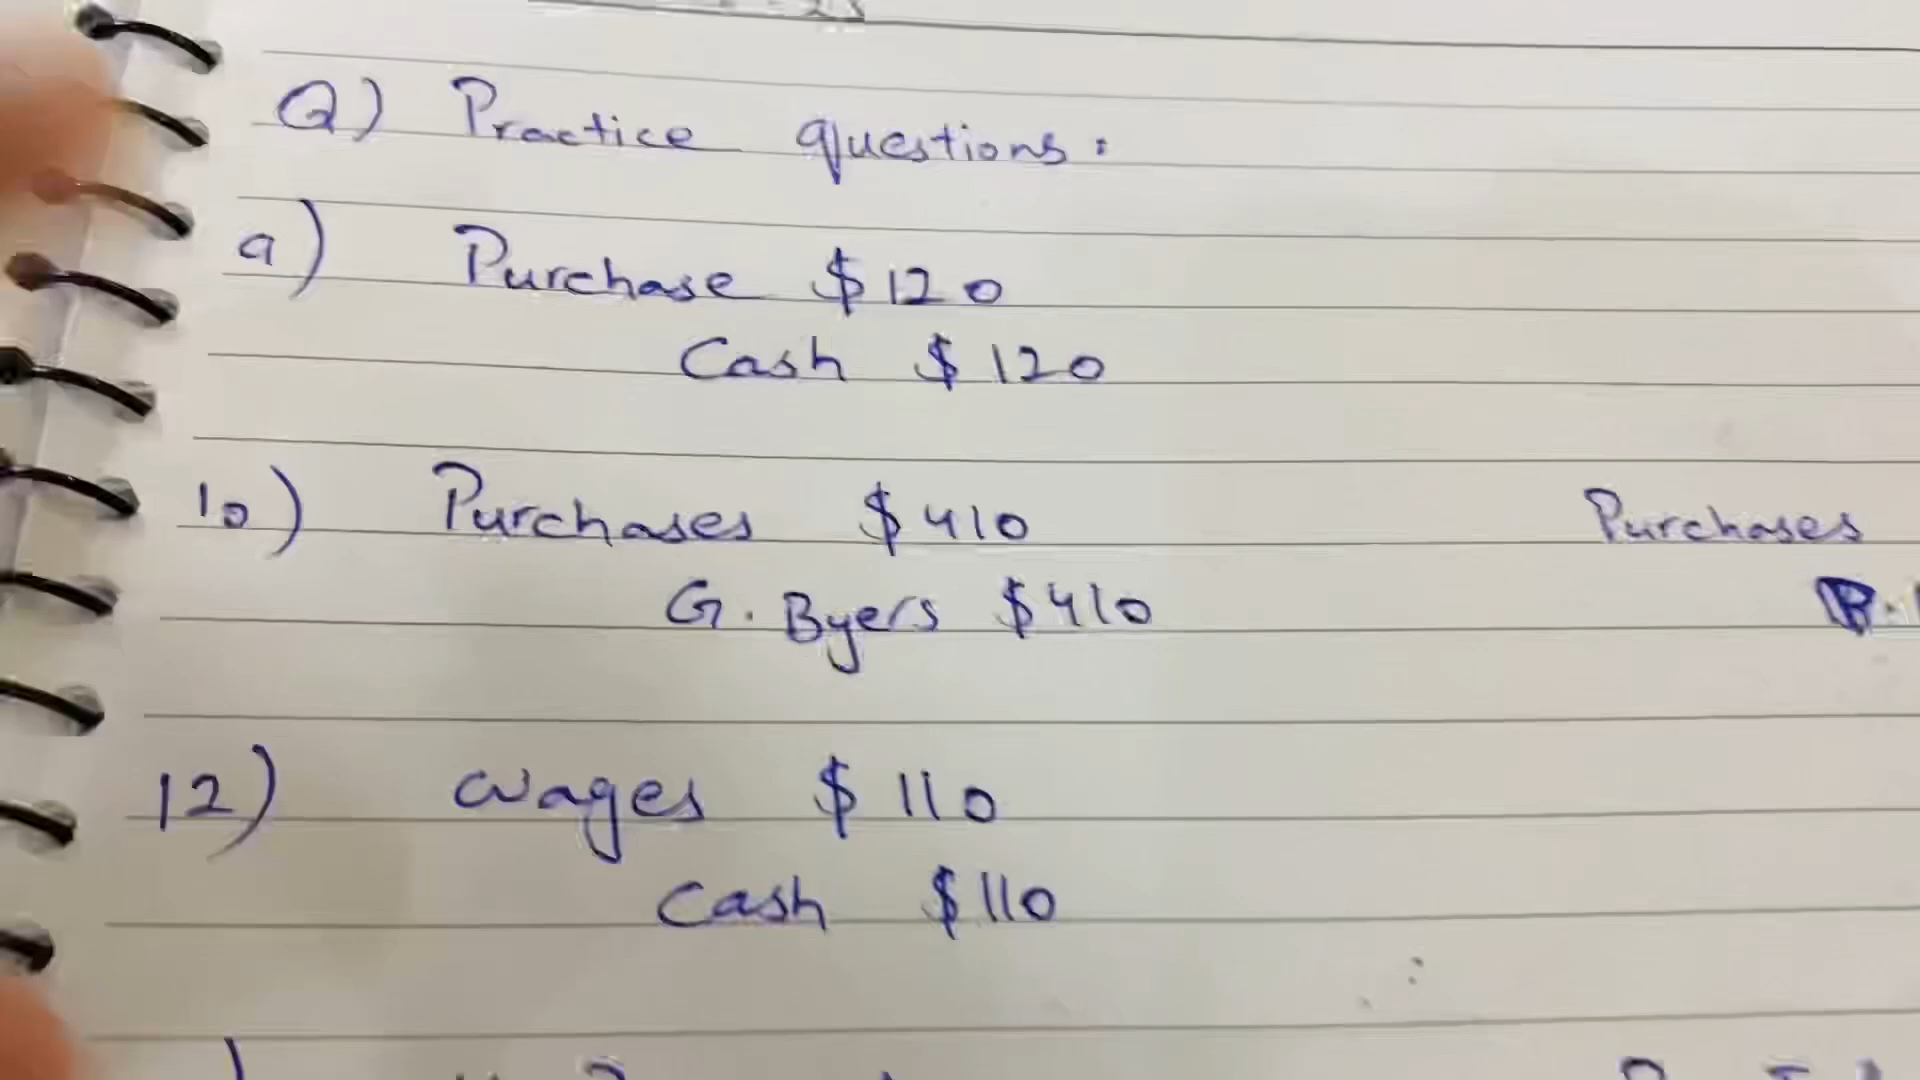 Q) Practice questions:
a) Purchase $120
Cash $120
10) Purchases $410
Purchases
G. Byers $410
12) Wages $110
Cash $110